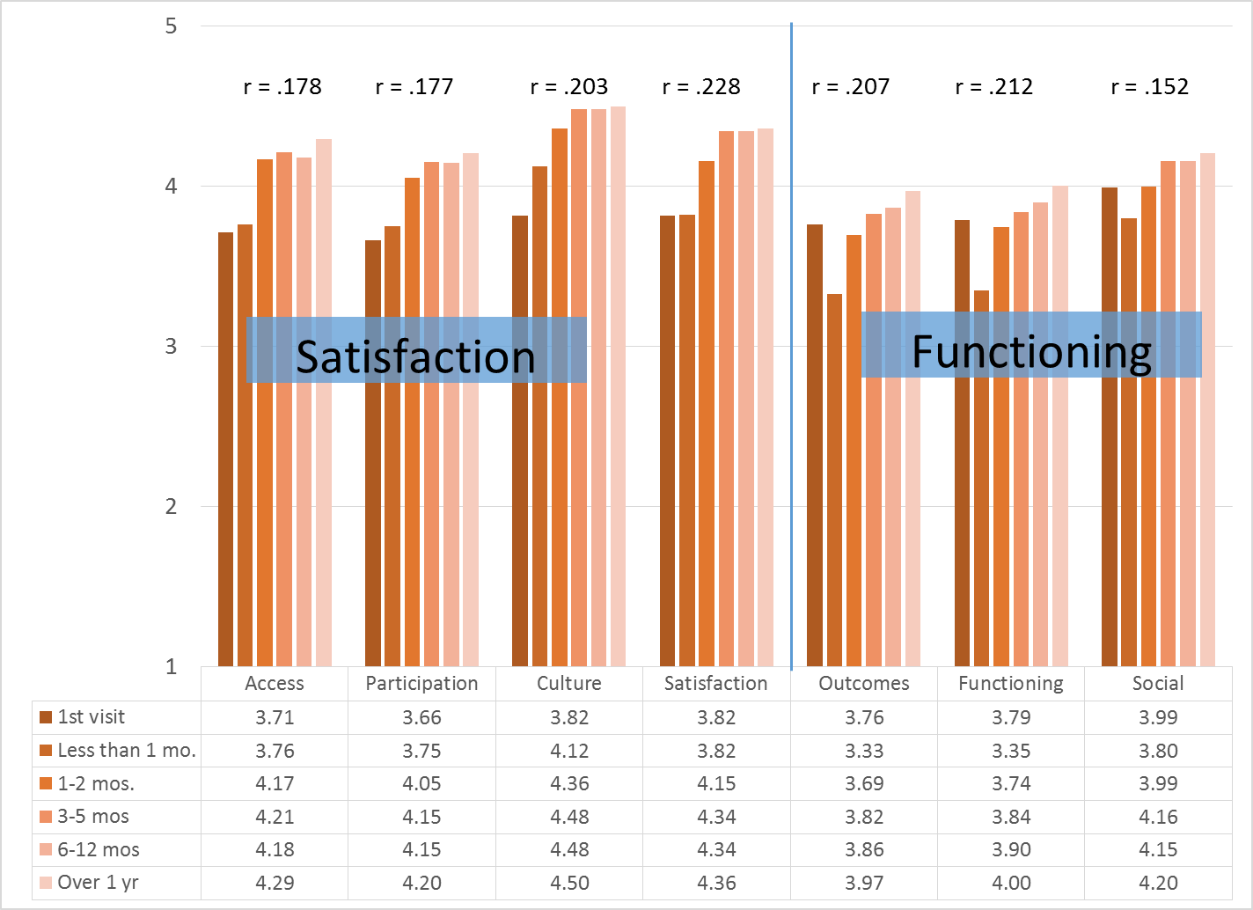 5
r = .178 r = .177 r = .203 r = .228 r = .207 r = .212 r = .152
4
3
Satisfaction Functioning
2
1
Access Participation Culture Satisfaction Outcomes Functioning Social
1st visit 3.71 3.66 3.82 3.82 3.76 3.79 3.99
Less than 1 mo. 3.76 3.75 4.12 3.82 3.33 3.35 3.80
1-2 mos. 4.17 4.05 4.36 4.15 3.69 3.74 3.99
3-5 mos 4.21 4.15 4.48 4.34 3.82 3.84 4.16
6-12 mos 4.18 4.15 4.48 4.34 3.86 3.90 4.15
Over 1 yr 4.29 4.20 4.50 4.36 3.97 4.00 4.20